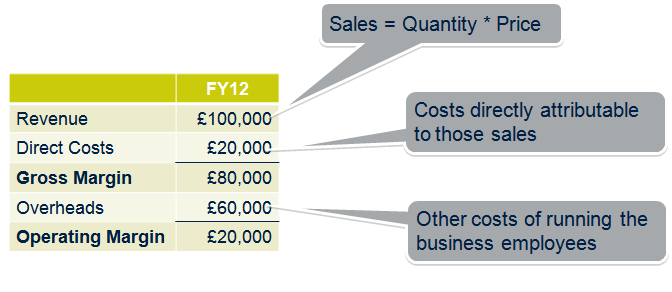 Sales = Quantity * Price
FY12
Revenue £100,000
Direct Costs £20,000
Gross Margin £80,000
Overheads £60,000
Operating Margin £20,000
Costs directly attributable
to those sales
Other costs of running the
business employees